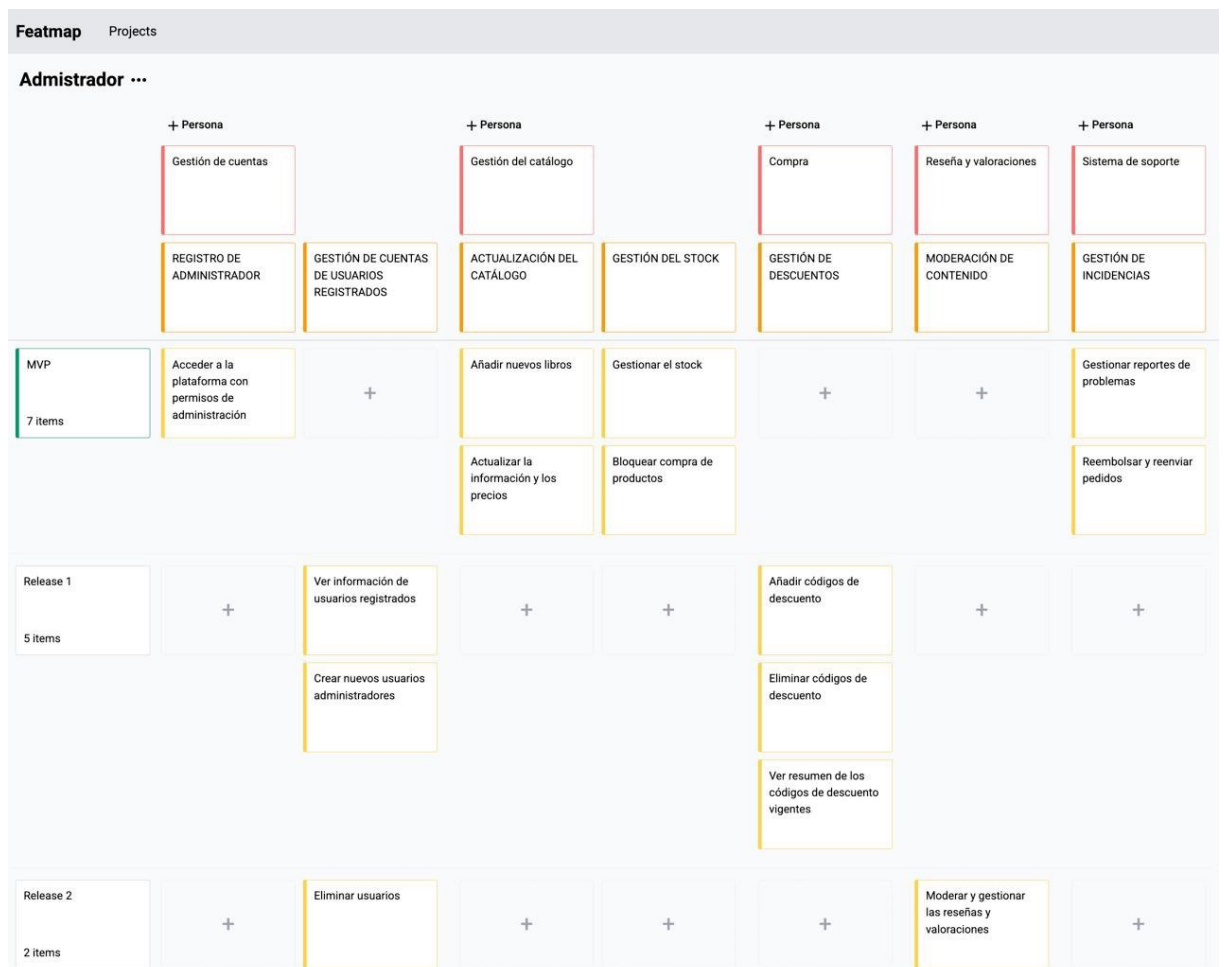 Featmap Projects
Admistrador •••
+ Persona + Persona + Persona + Persona + Persona
Gestión de cuentas
Gestión del catálogo
Compra
Reseña y valoraciones
Sistema de soporte
REGISTRO DE
ADMINISTRADOR
GESTIÓN DE CUENTAS
DE USUARIOS
REGISTRADOS
ACTUALIZACIÓN DEL
CATÁLOGO
GESTIÓN DEL STOCK
GESTIÓN DE
DESCUENTOS
MODERACIÓN DE
CONTENIDO
GESTIÓN DE
INCIDENCIAS
MVP
7 items
Acceder a la
plataforma con
permisos de
administración
+
Añadir nuevos libros
Gestionar el stock
+
+
Gestionar reportes de
problemas
Actualizar la
información y los
precios
Bloquear compra de
productos
Reembolsar y reenviar
pedidos
Release 1
5 items
+
Ver información de
usuarios registrados
+
+
Añadir códigos de
descuento
+
+
Crear nuevos usuarios
administradores
Eliminar códigos de
descuento
Ver resumen de los
códigos de descuento
vigentes
Release 2
2 items
+
Eliminar usuarios
+
+
+
Moderar y gestionar
las reseñas y
valoraciones
+